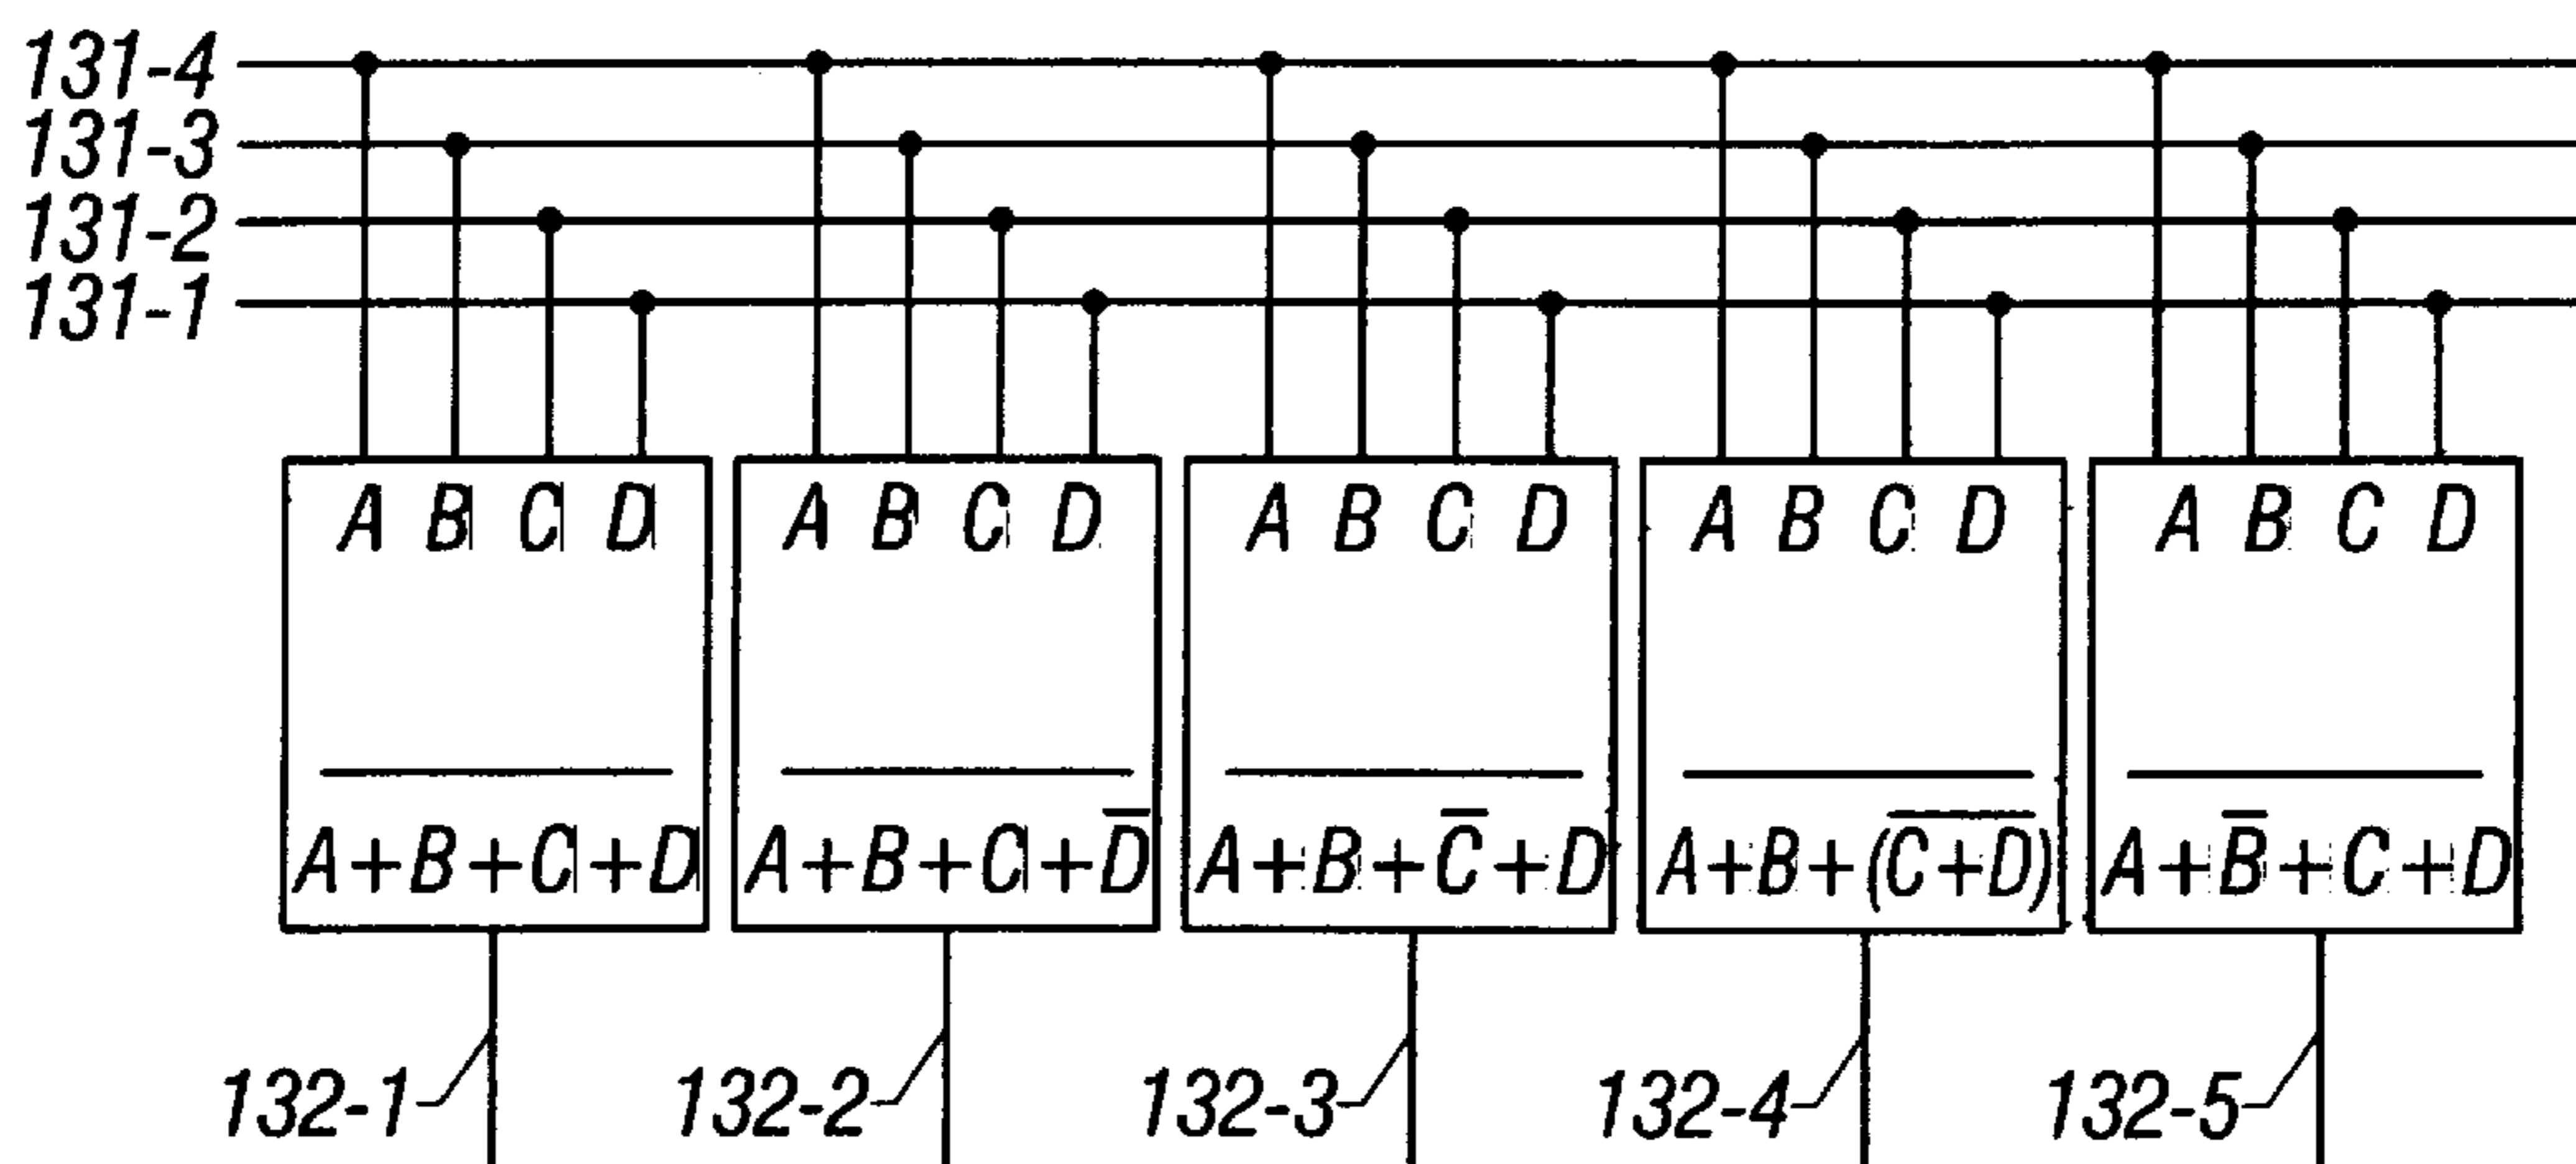 131-4
131-3
131-2
131-1
A B C D A B C D A B C D A B C D A B C D
A+B+C+D A+B+C+D̅ A+B+C̅+D A+B+(C̅+̅D̅) A+B̅+C+D
132-1 132-2 132-3 132-4 132-5